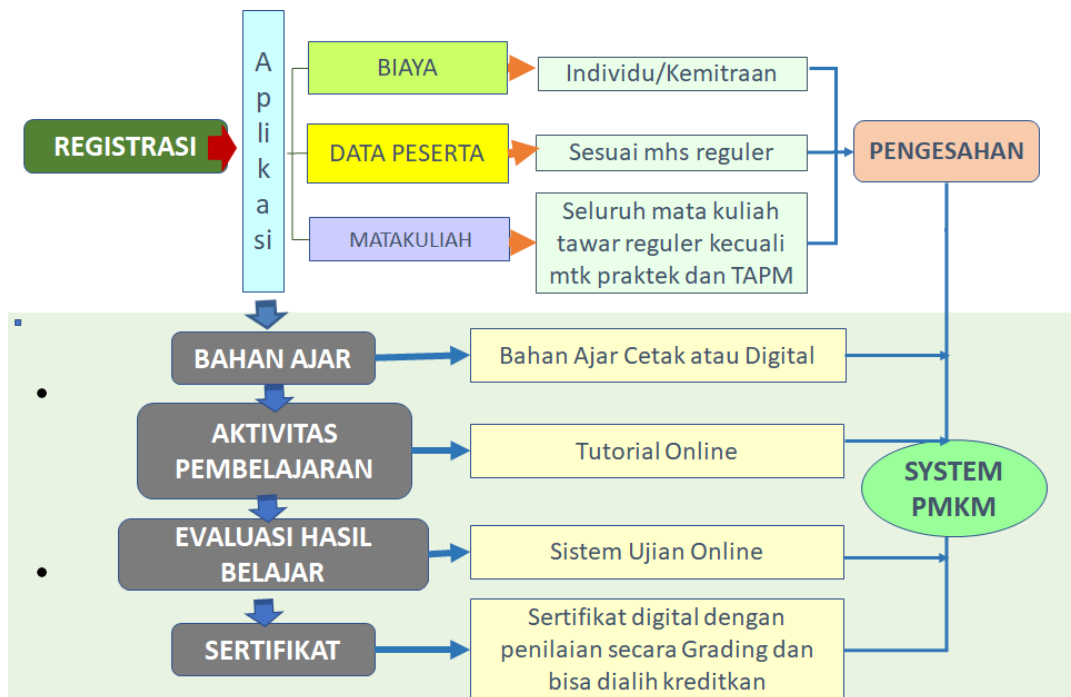 REGISTRASI
A
p
li
k
a
si
BIAYA
Individu/Kemitraan
DATA PESERTA
Sesuai mhs reguler
PENGESAHAN
MATAKULIAH
Seluruh mata kuliah
tawar reguler kecuali
mtk praktek dan TAPM
BAHAN AJAR
Bahan Ajar Cetak atau Digital
AKTIVITAS
PEMBELAJARAN
Tutorial Online
SYSTEM
PMKM
EVALUASI HASIL
BELAJAR
Sistem Ujian Online
SERTIFIKAT
Sertifikat digital dengan
penilaian secara Grading dan
bisa dialih kreditkan